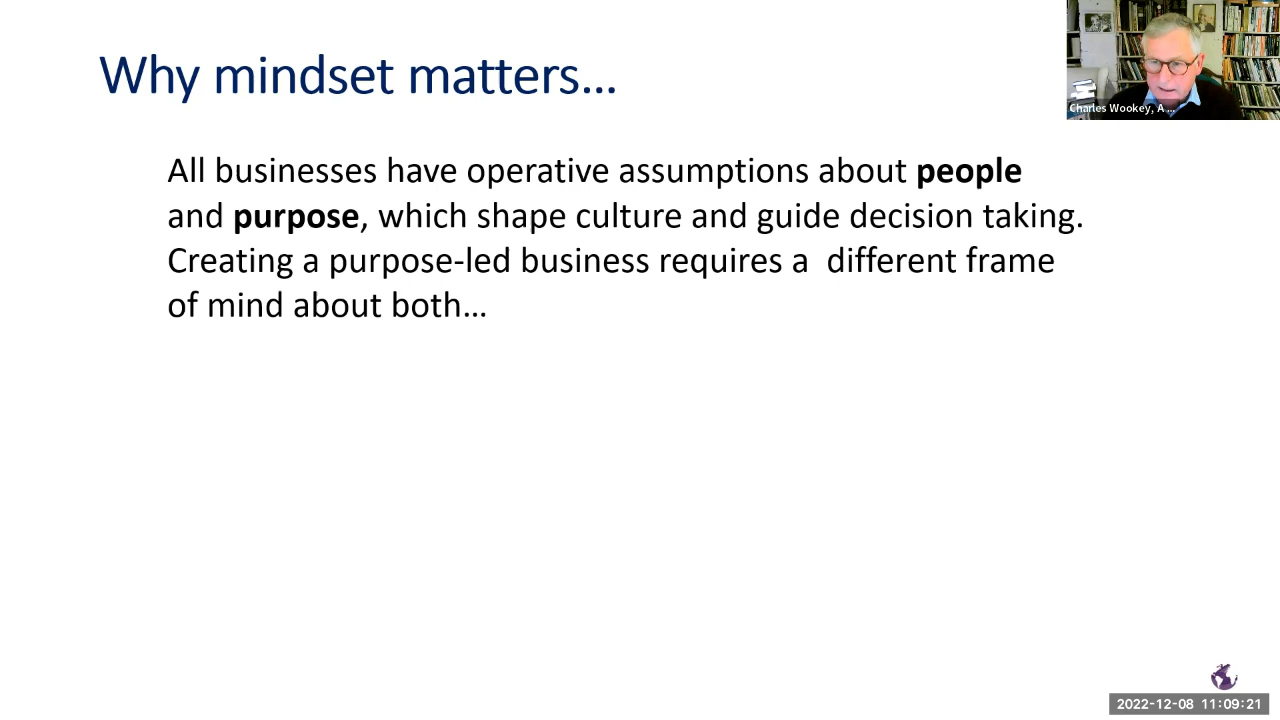 Why mindset matters...
Charles Wookey, A ...
All businesses have operative assumptions about people
and purpose, which shape culture and guide decision taking.
Creating a purpose-led business requires a  different frame
of mind about both...
2022-12-08 11:09:21